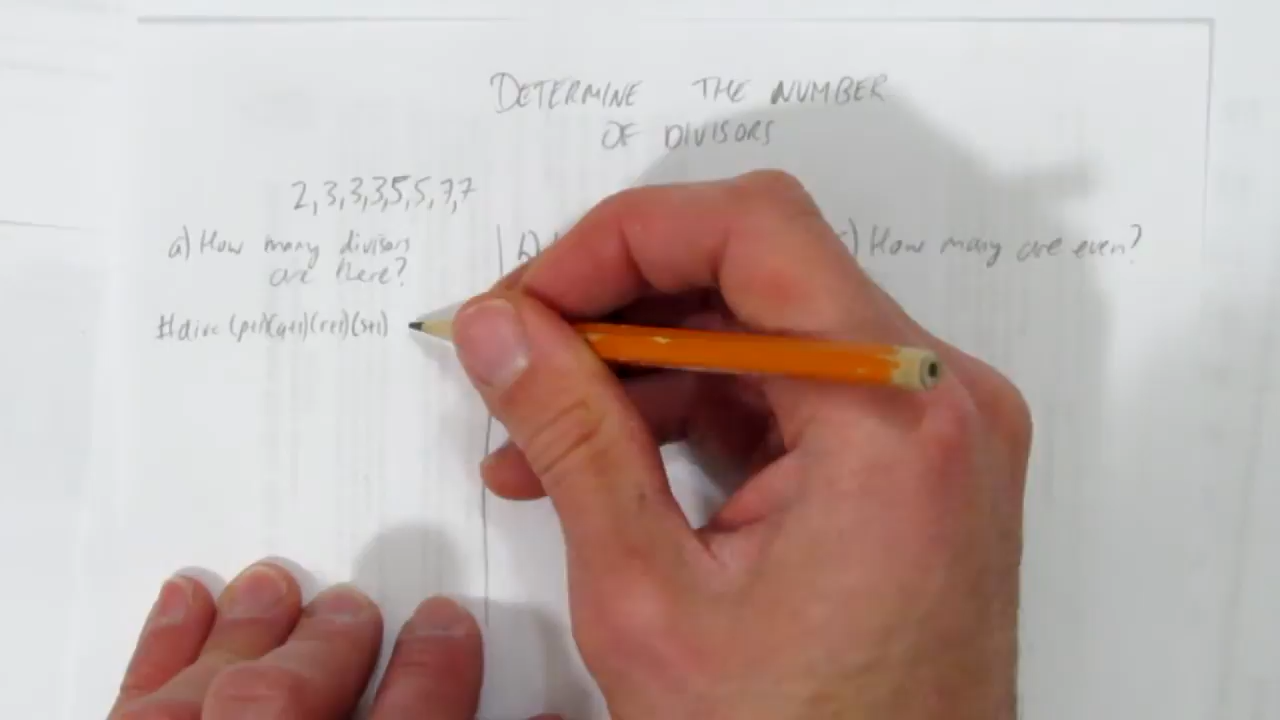 DETERMINE THE NUMBER
OF DIVISORS
2,3,3,3,5,5,7,7
a) How many divisors
are there?
#div= (p+1)(q+1)(r+1)(s+1)
b)
c) How many are even?